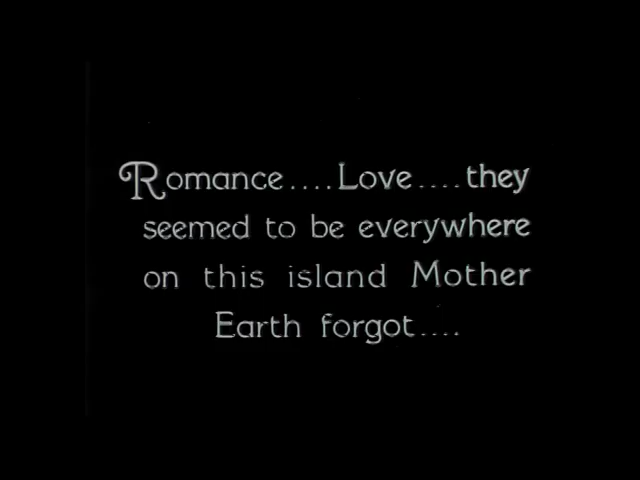 Romance....Love....they
seemed to be everywhere
on this island Mother
Earth forgot....